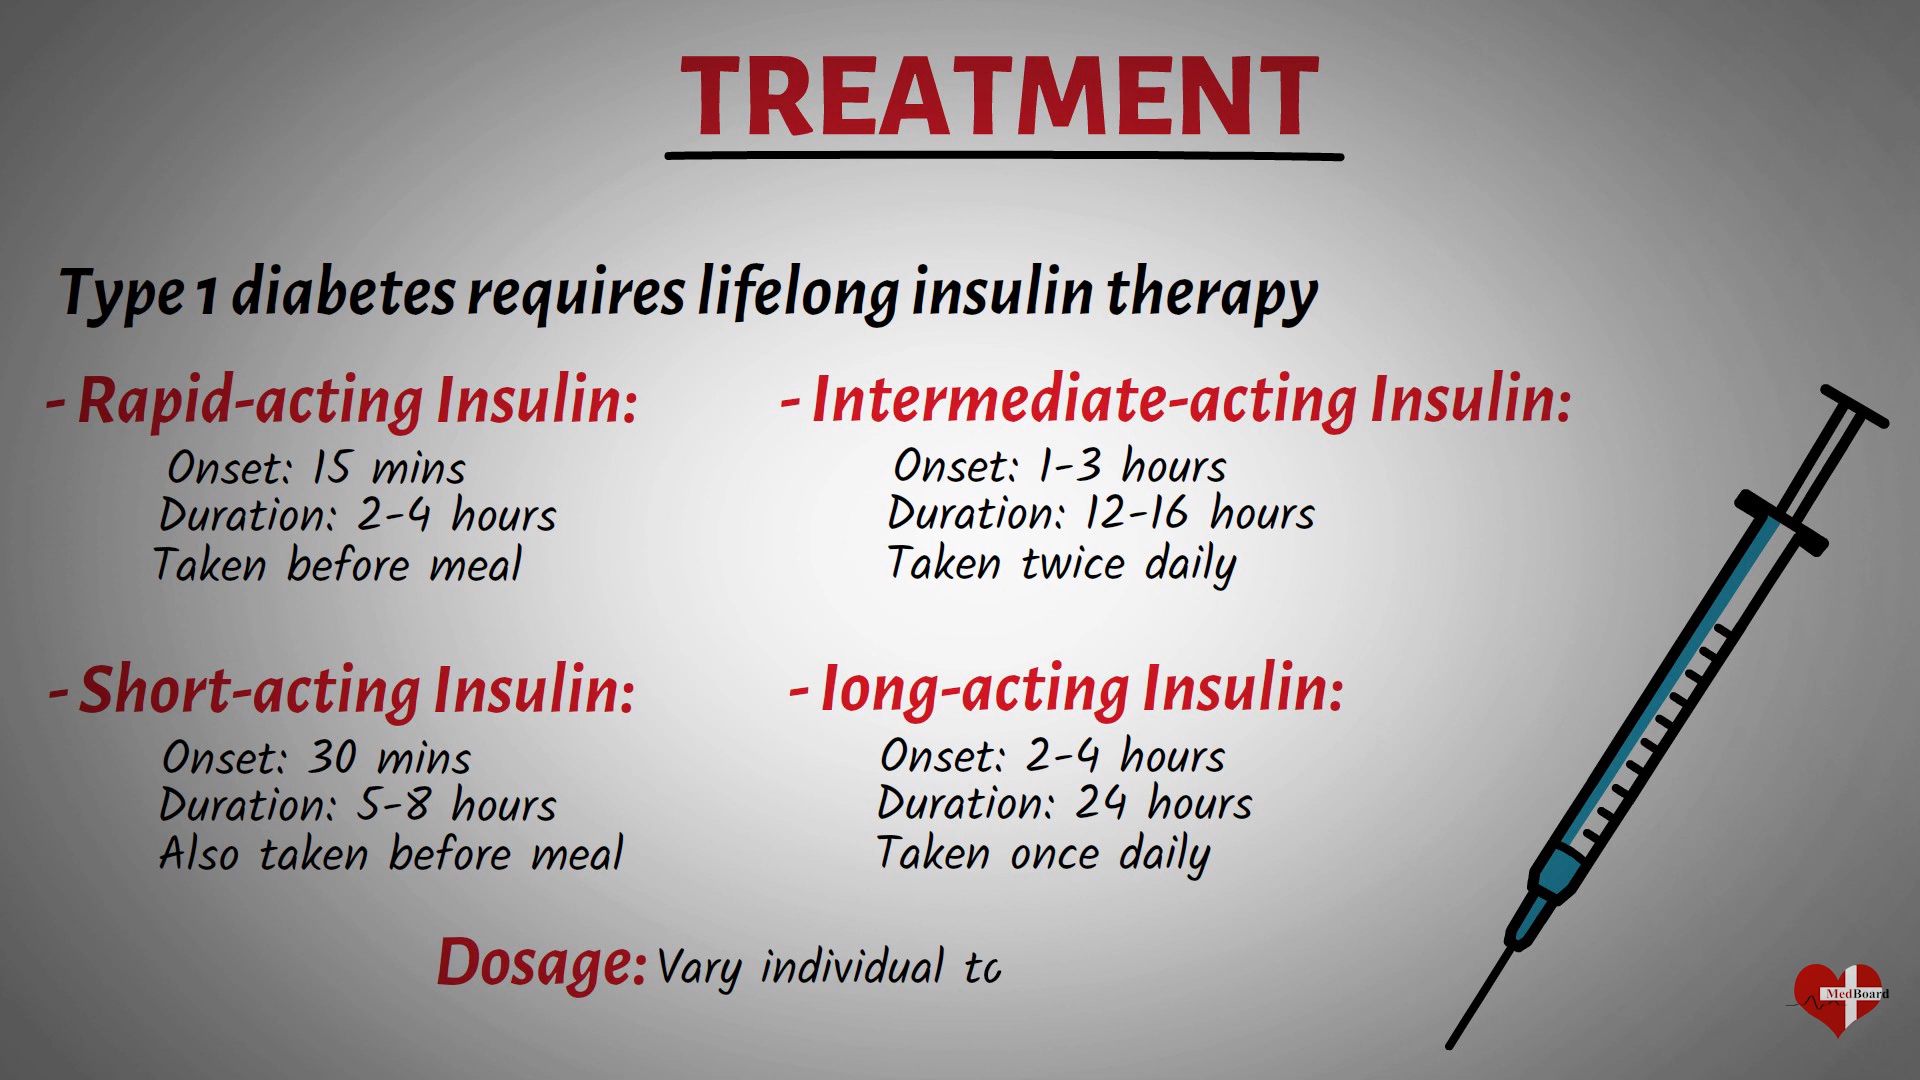 TREATMENT
Type 1 diabetes requires lifelong insulin therapy
- Rapid-acting Insulin:
Onset: 15 mins
Duration: 2-4 hours
Taken before meal
- Short-acting Insulin:
Onset: 30 mins
Duration: 5-8 hours
Also taken before meal
- Intermediate-acting Insulin:
Onset: 1-3 hours
Duration: 12-16 hours
Taken twice daily
- long-acting Insulin:
Onset: 2-4 hours
Duration: 24 hours
Taken once daily
Dosage: Vary individual to
MedBoard